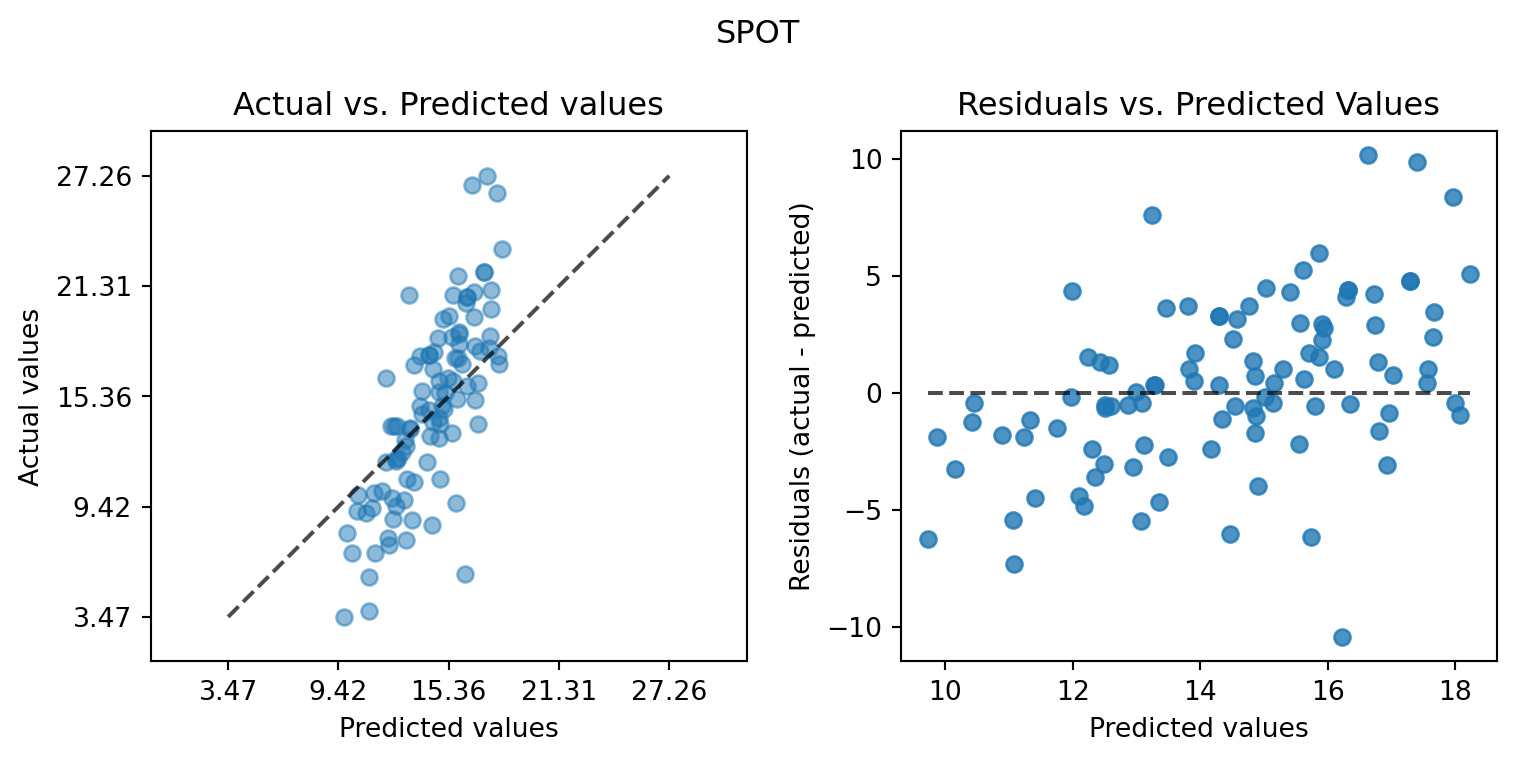 SPOT
Actual vs. Predicted values
Actual values
27.26
21.31
15.36
9.42
3.47
3.47 9.42 15.36 21.31 27.26
Predicted values
Residuals vs. Predicted Values
Residuals (actual - predicted)
10
5
0
−5
−10
10 12 14 16 18
Predicted values